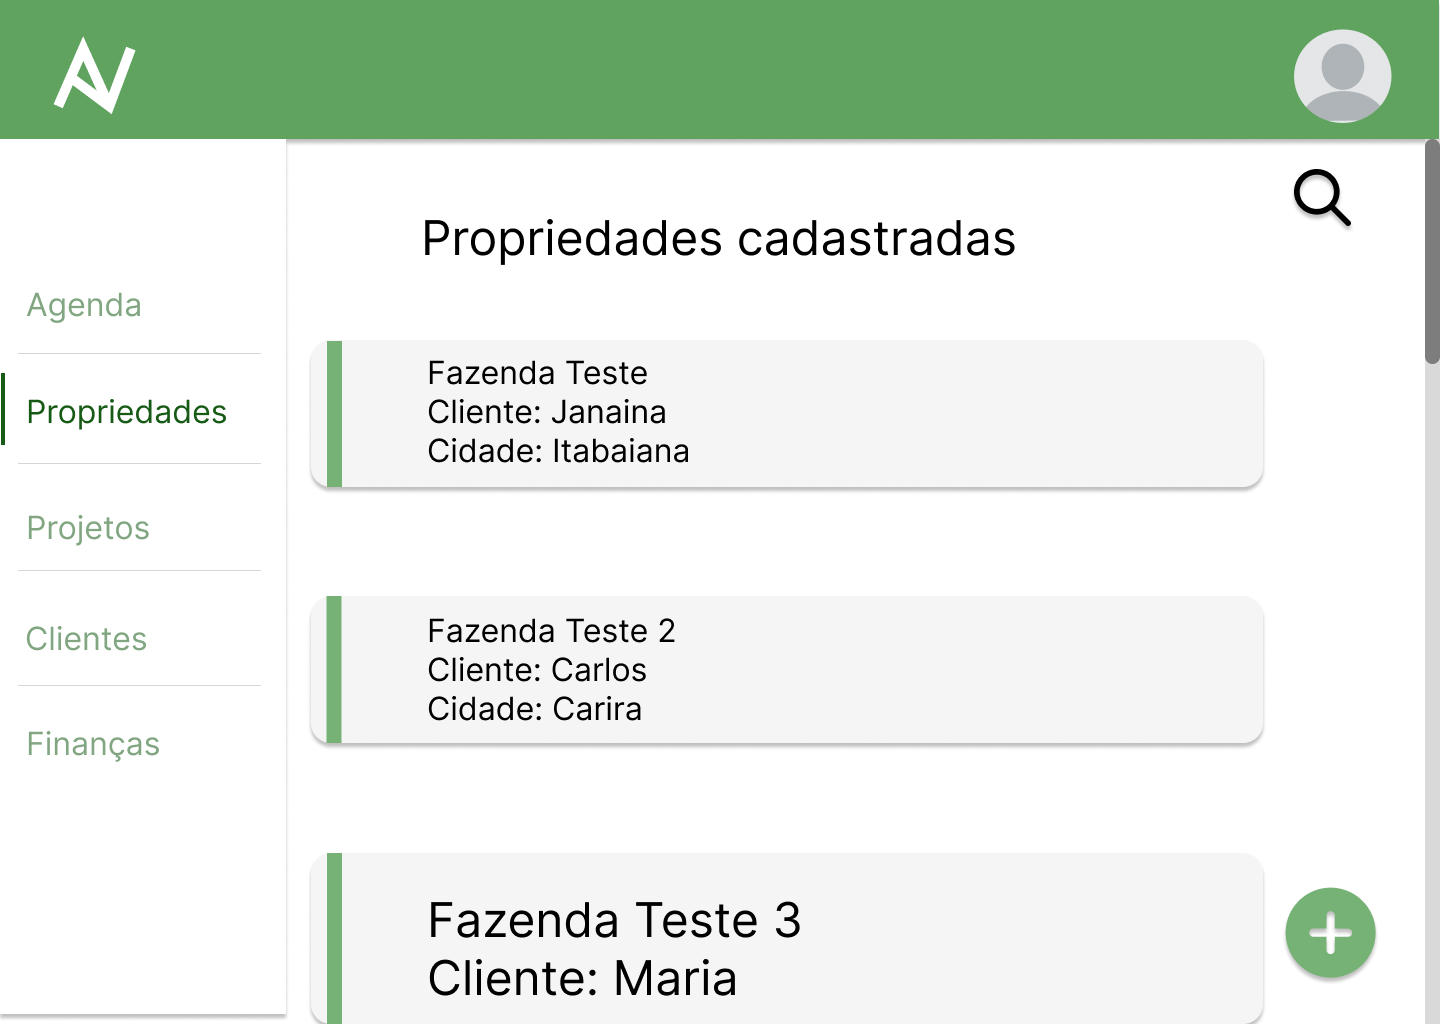 Agenda
Propriedades
Projetos
Clientes
Finanças
Propriedades cadastradas
Fazenda Teste
Cliente: Janaina
Cidade: Itabaiana
Fazenda Teste 2
Cliente: Carlos
Cidade: Carira
Fazenda Teste 3
Cliente: Maria